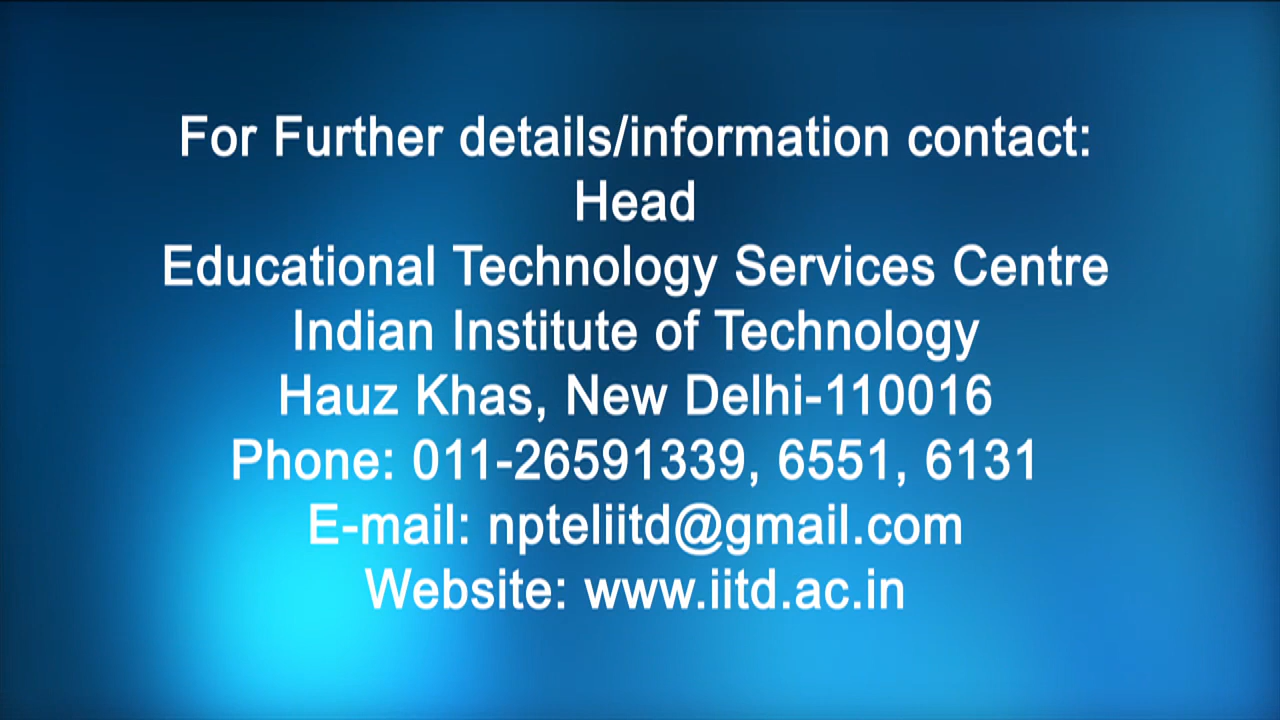 For Further details/information contact:
Head
Educational Technology Services Centre
Indian Institute of Technology
Hauz Khas, New Delhi-110016
Phone: 011-26591339, 6551, 6131
E-mail: npteliitd@gmail.com
Website: www.iitd.ac.in